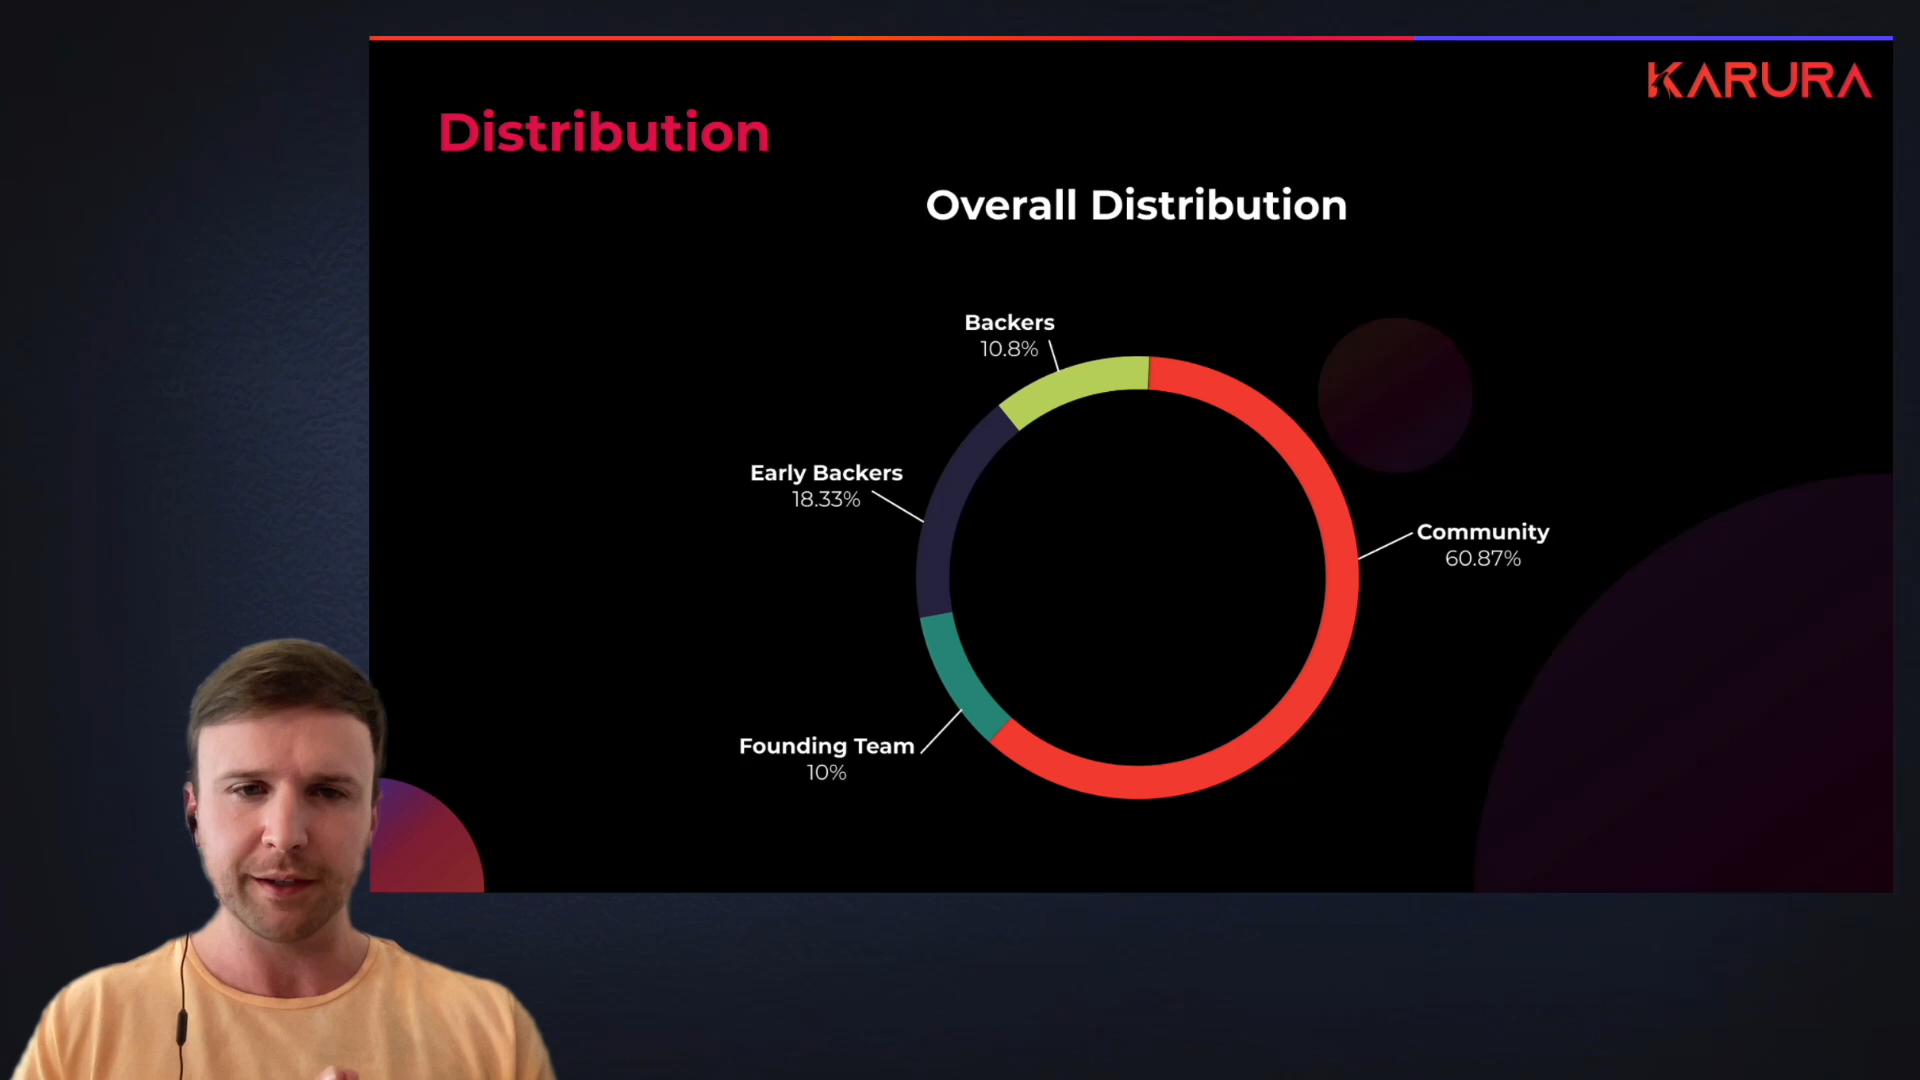 KARURA
Distribution
Overall Distribution
Backers
10.8%
Early Backers
18.33%
Community
60.87%
Founding Team
10%